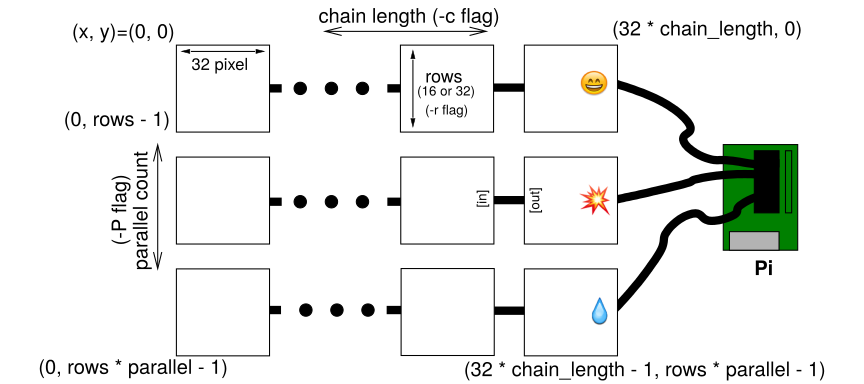 chain length (-c flag)
(x, y)=(0, 0)
(32 * chain_length, 0)
32 pixel
rows
(16 or 32)
(-r flag)
(0, rows - 1)
(-P flag)
parallel count
[in]
[out]
Pi
(0, rows * parallel - 1)
(32 * chain_length - 1, rows * parallel - 1)